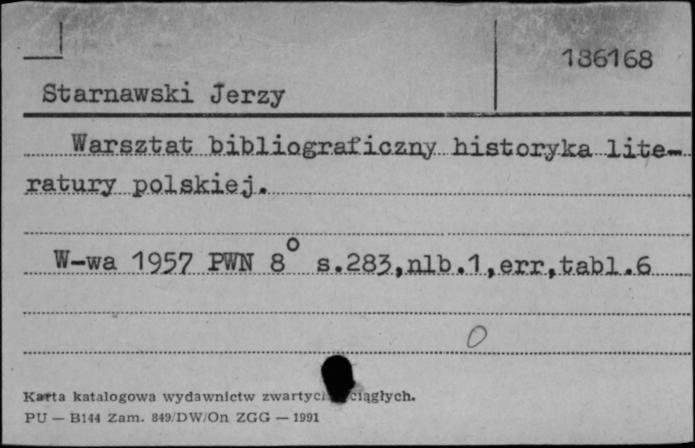 186168
Starnawski Jerzy
Warsztat bibliograficzny historyka lite-
ratury polskiej.
W-wa 1957 PWN 8° s.283,nlb.1,err,tabl.6
0
Karta katalogowa wydawnictw ciągłych.
PU — B144 Zam. 849/DW/On ZGG — 1991